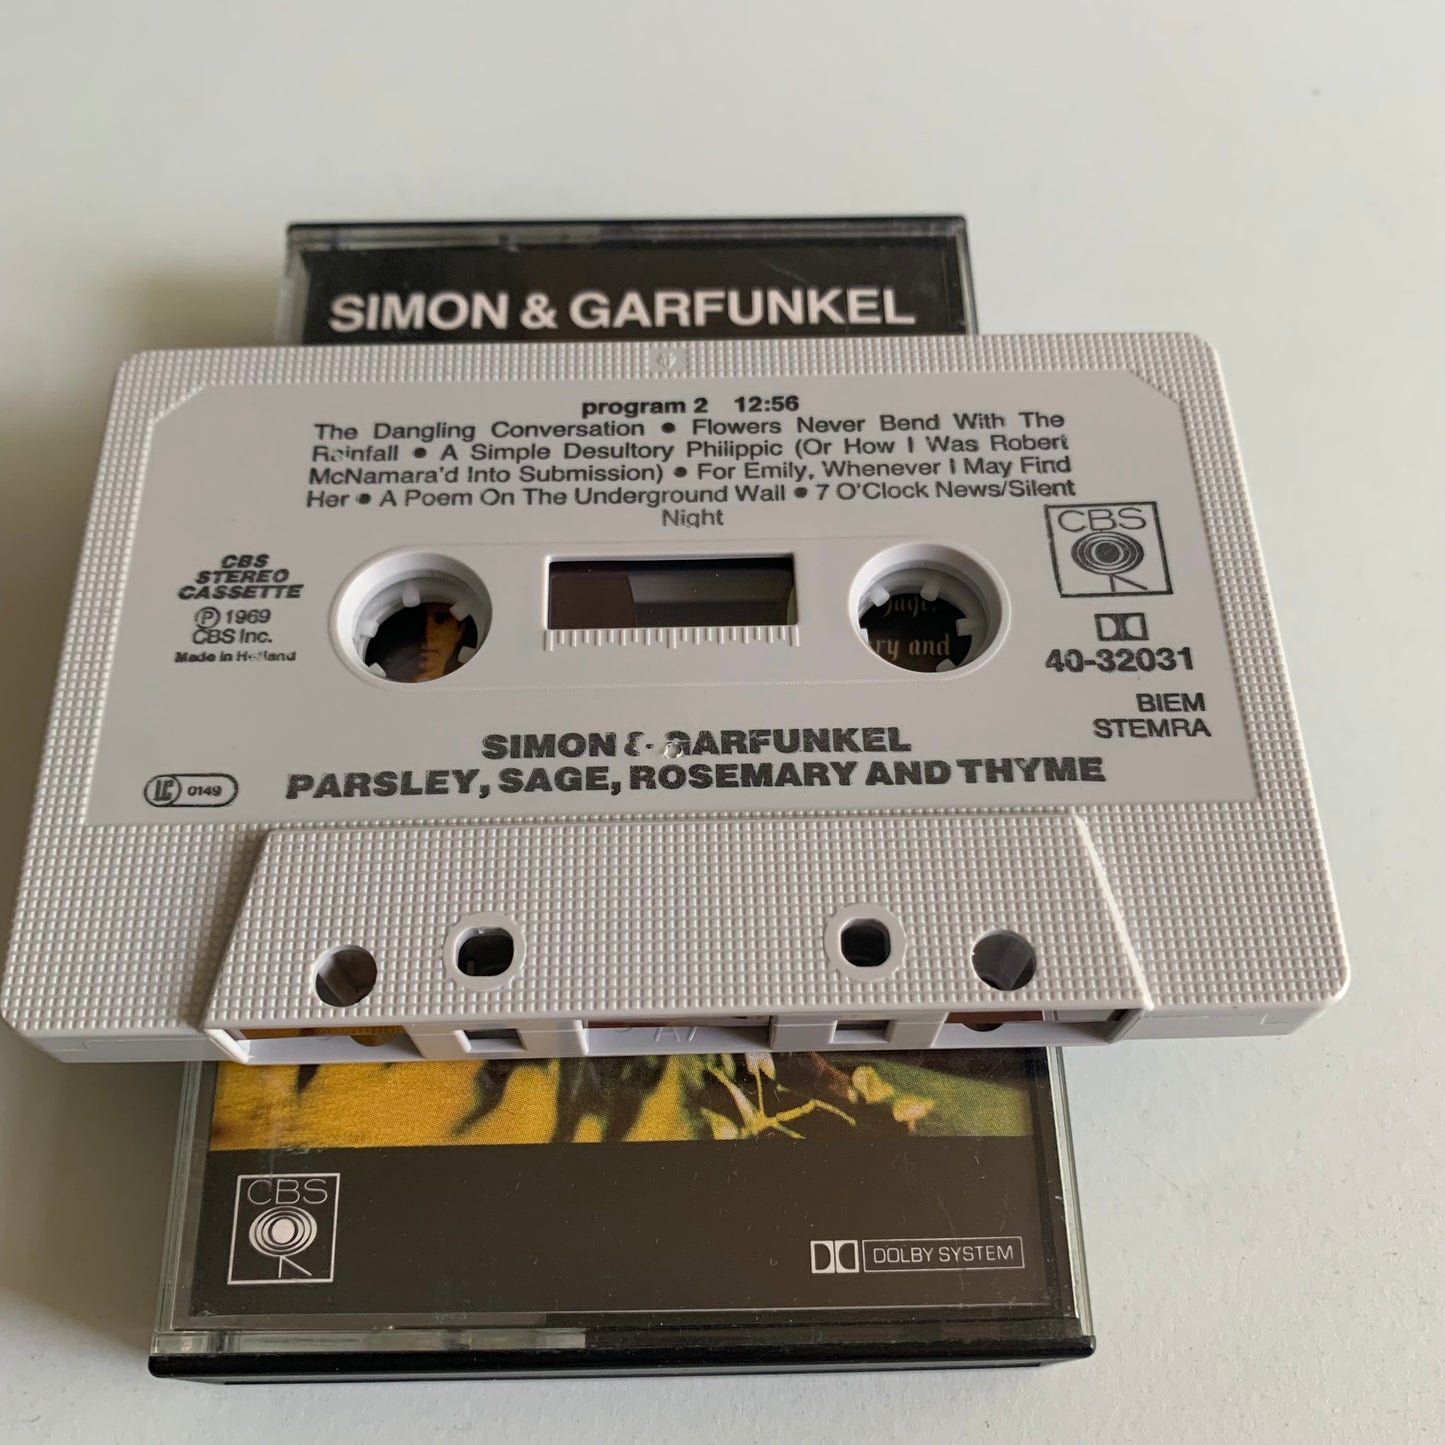 SIMON & GARFUNKEL
program 2 12:56
The Dangling Conversation • Flowers Never Bend With The
Rainfall • A Simple Desultory Philippic (Or How I Was Robert
McNamara'd Into Submission) • For Emily, Whenever I May Find
Her • A Poem On The Underground Wall • 7 O'Clock News/Silent
Night
CBS
STEREO
CASSETTE
Ⓟ 1969
CBS Inc.
Made in Holland
CBS
40-32031
BIEM
STEMRA
Sage,
ry and
SIMON & GARFUNKEL
PARSLEY, SAGE, ROSEMARY AND THYME
LC 0149
CBS
DOLBY SYSTEM